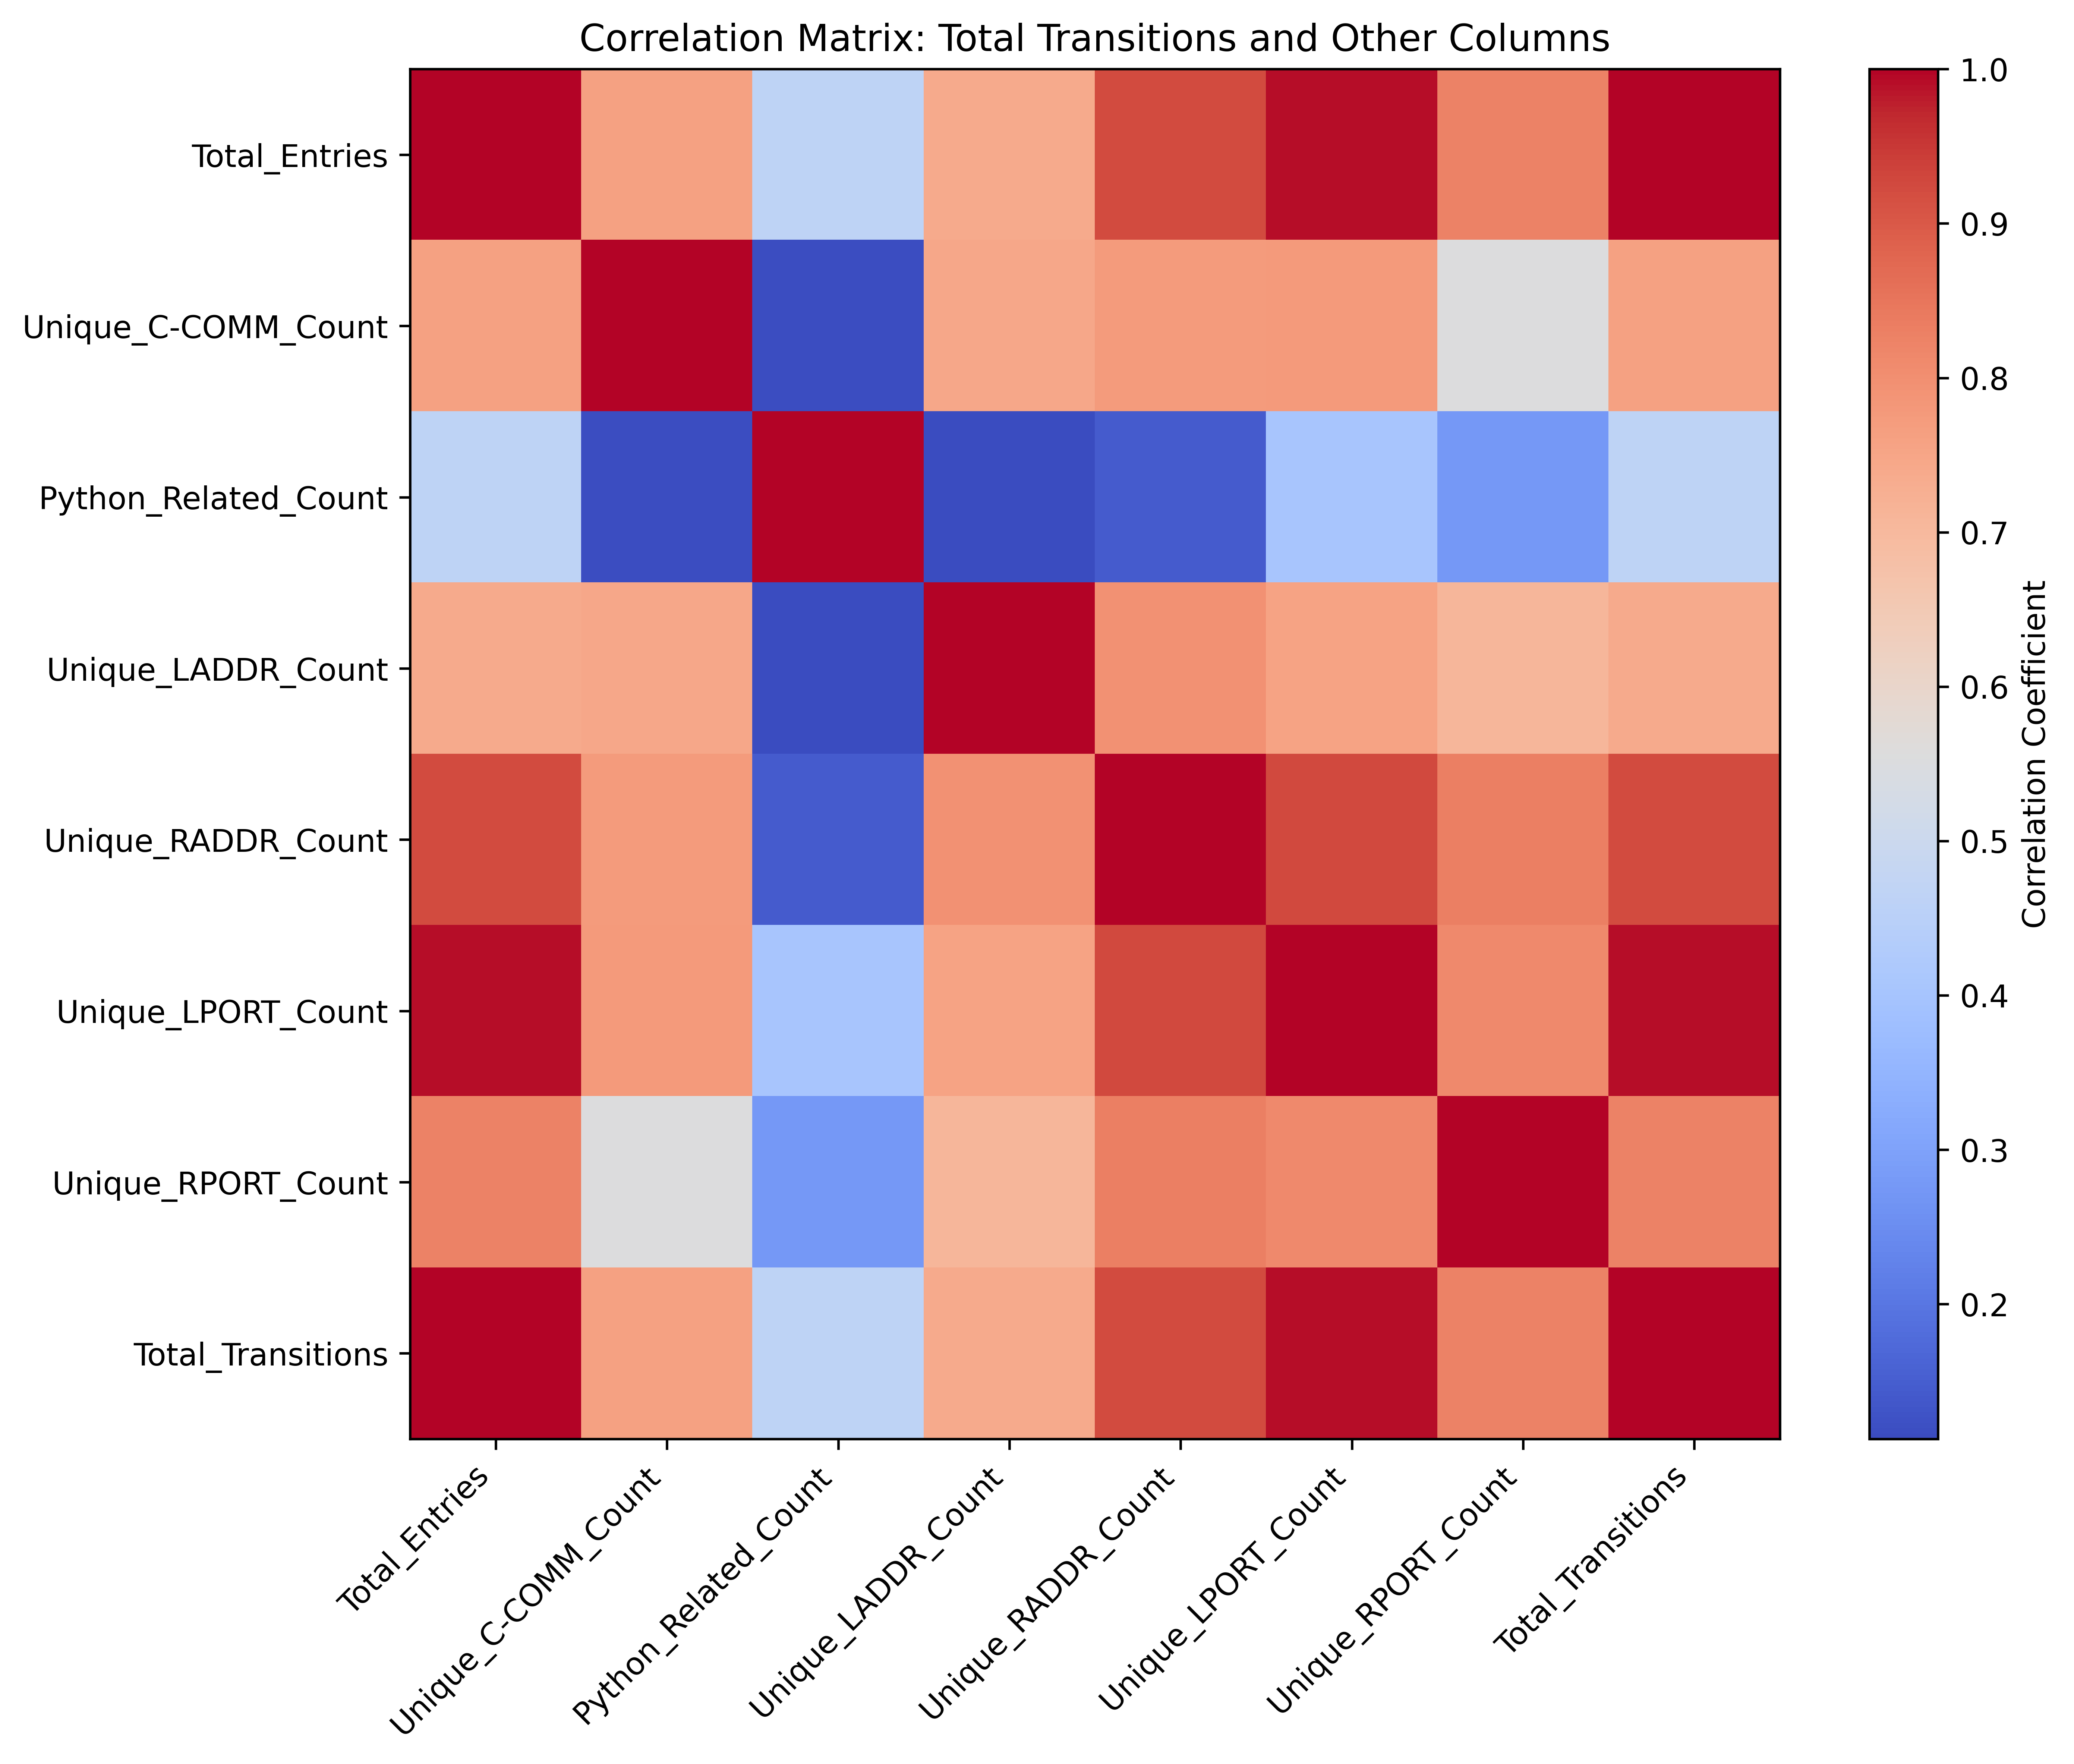 Correlation Matrix: Total Transitions and Other Columns
Total_Entries
Unique_C-COMM_Count
Python_Related_Count
Unique_LADDR_Count
Unique_RADDR_Count
Unique_LPORT_Count
Unique_RPORT_Count
Total_Transitions
Total_Entries
Unique_C-COMM_Count
Python_Related_Count
Unique_LADDR_Count
Unique_RADDR_Count
Unique_LPORT_Count
Unique_RPORT_Count
Total_Transitions
1.0
0.9
0.8
0.7
0.6
0.5
0.4
0.3
0.2
Correlation Coefficient